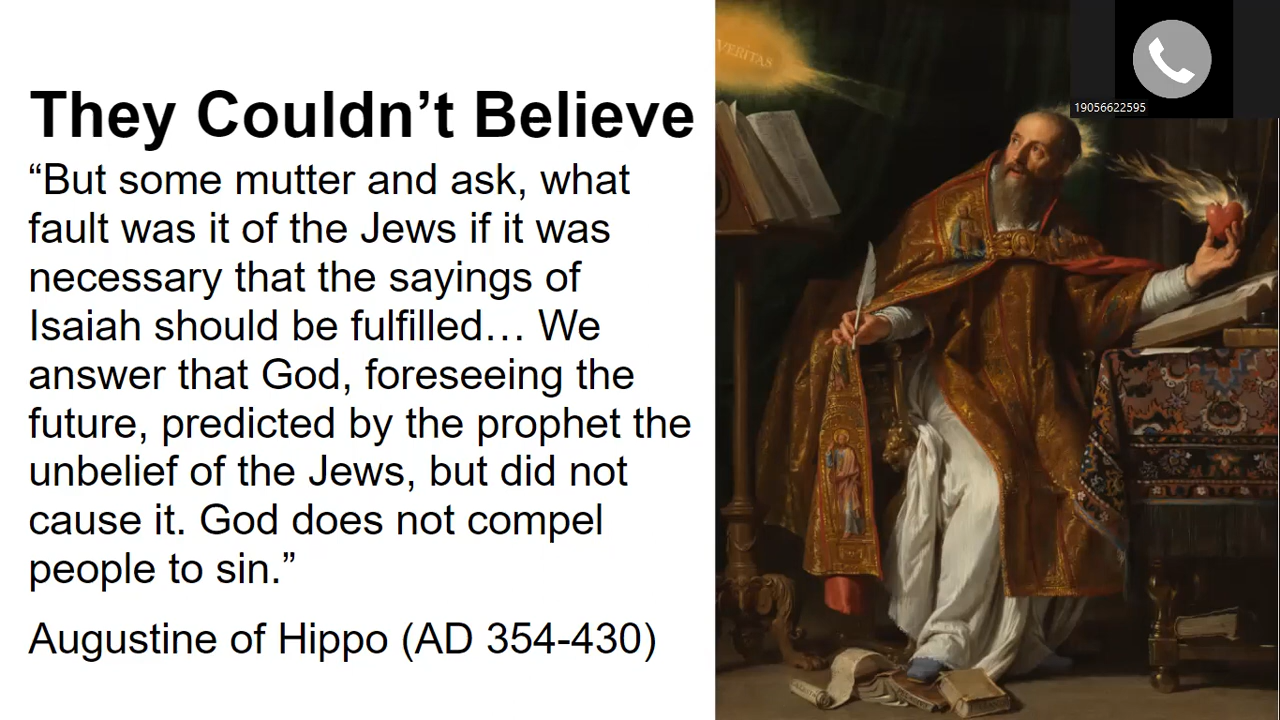 They Couldn’t Believe
“But some mutter and ask, what
fault was it of the Jews if it was
necessary that the sayings of
Isaiah should be fulfilled… We
answer that God, foreseeing the
future, predicted by the prophet the
unbelief of the Jews, but did not
cause it. God does not compel
people to sin.”
Augustine of Hippo (AD 354-430)
VERITAS
19056622595